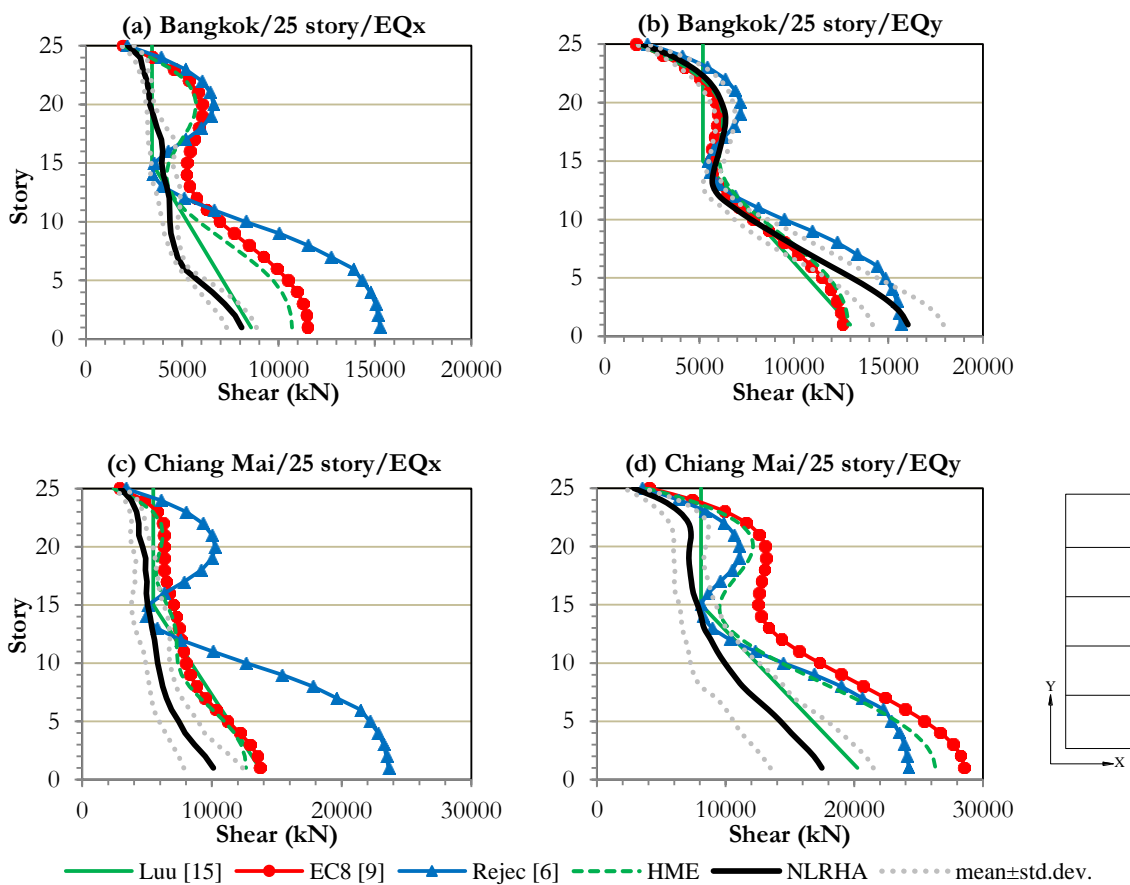 (a) Bangkok/25 story/EQx
(b) Bangkok/25 story/EQy
25
20
15
10
5
0
Story
0 5000 10000 15000 20000
Shear (kN)
25
20
15
10
5
0
0 5000 10000 15000 20000
Shear (kN)
(c) Chiang Mai/25 story/EQx
(d) Chiang Mai/25 story/EQy
25
20
15
10
5
0
Story
0 10000 20000 30000
Shear (kN)
25
20
15
10
5
0
0 10000 20000 30000
Shear (kN)
Y
X
Luu [15] EC8 [9] Rejec [6] HME NLRHA mean±std.dev.